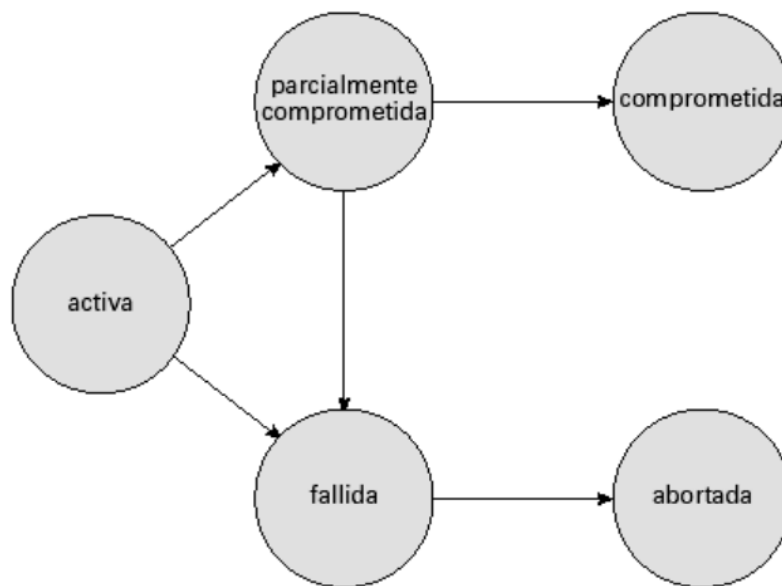 parcialmente
comprometida
comprometida
activa
fallida
abortada